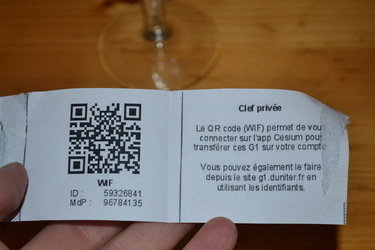 WIF
ID : 59326841
MdP : 96784135
Clef privée
Le QR code (WIF) permet de vous
connecter sur l'app Cesium pour
transférer ces G1 sur votre compte
Vous pouvez également le faire
depuis le site g1.duniter.fr en
utilisant les identifiants.